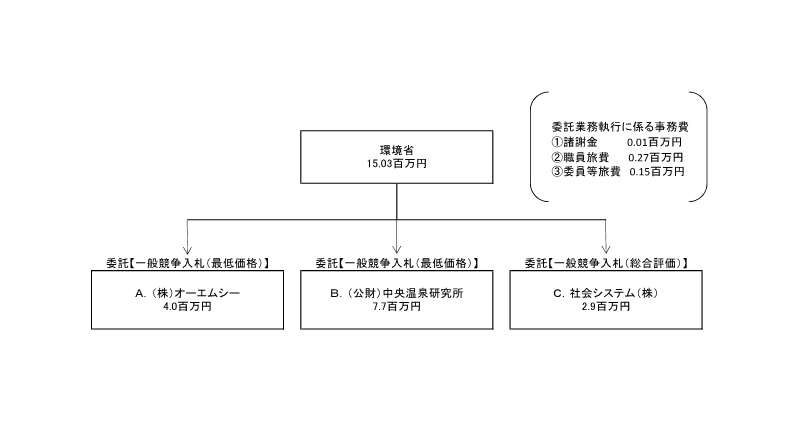 委託業務執行に係る事務費
①諸謝金 0.01百万円
②職員旅費 0.27百万円
③委員等旅費 0.15百万円
環境省
15.03百万円
委託【一般競争入札（最低価格）】
A．（株）オーエムシー
4.0百万円
委託【一般競争入札（最低価格）】
B．（公財）中央温泉研究所
7.7百万円
委託【一般競争入札（総合評価）】
C．社会システム（株）
2.9百万円